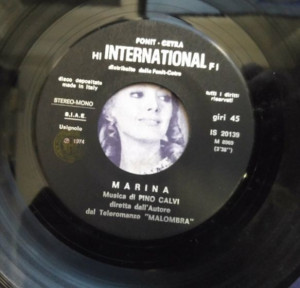 FONIT - CETRA
HI INTERNATIONAL FI
distribuito dalla Fonit-Cetra
disco depositato
made in Italy
tutti i diritti
riservati
STEREO-MONO
giri 45
S.I.A.E.
IS 20139
Usignolo
℗ 1974
MARINA
Musica di PINO CALVI
diretta dall'Autore
dal Teleromanzo "MALOMBRA"